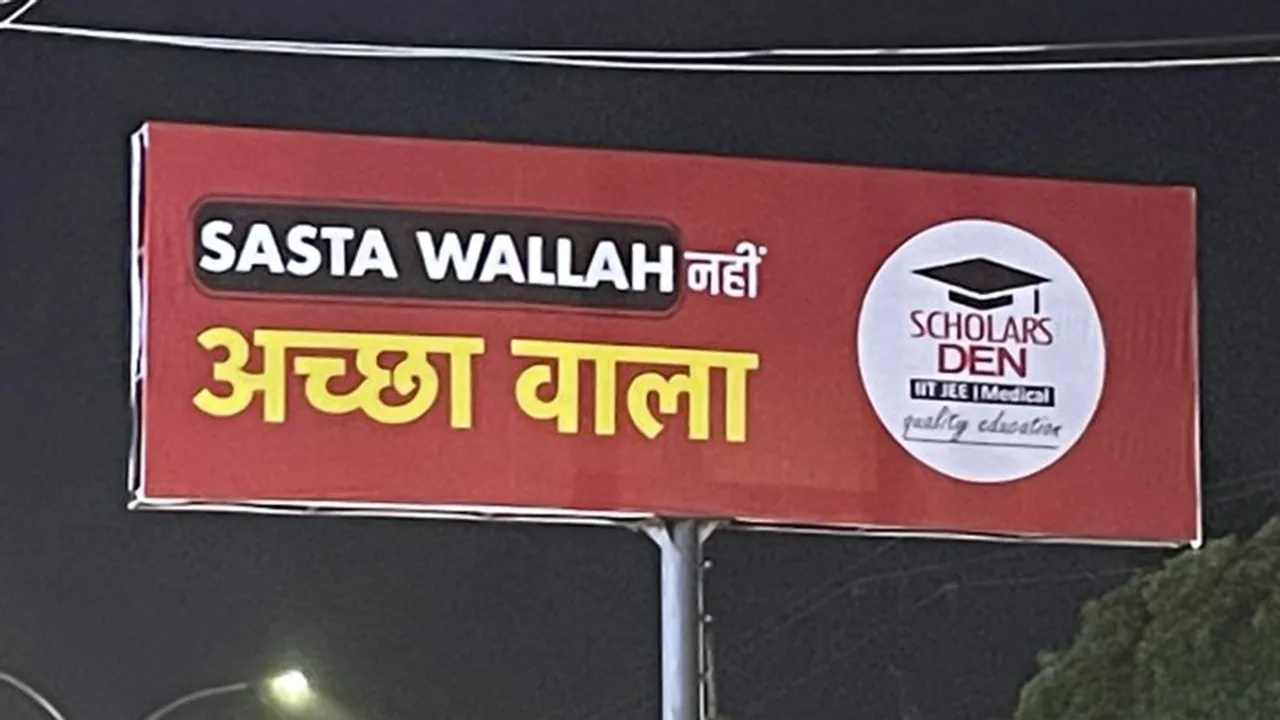 SASTA WALLAH नहीं
अच्छा वाला
SCHOLARS
DEN
IIT JEE | Medical
quality education